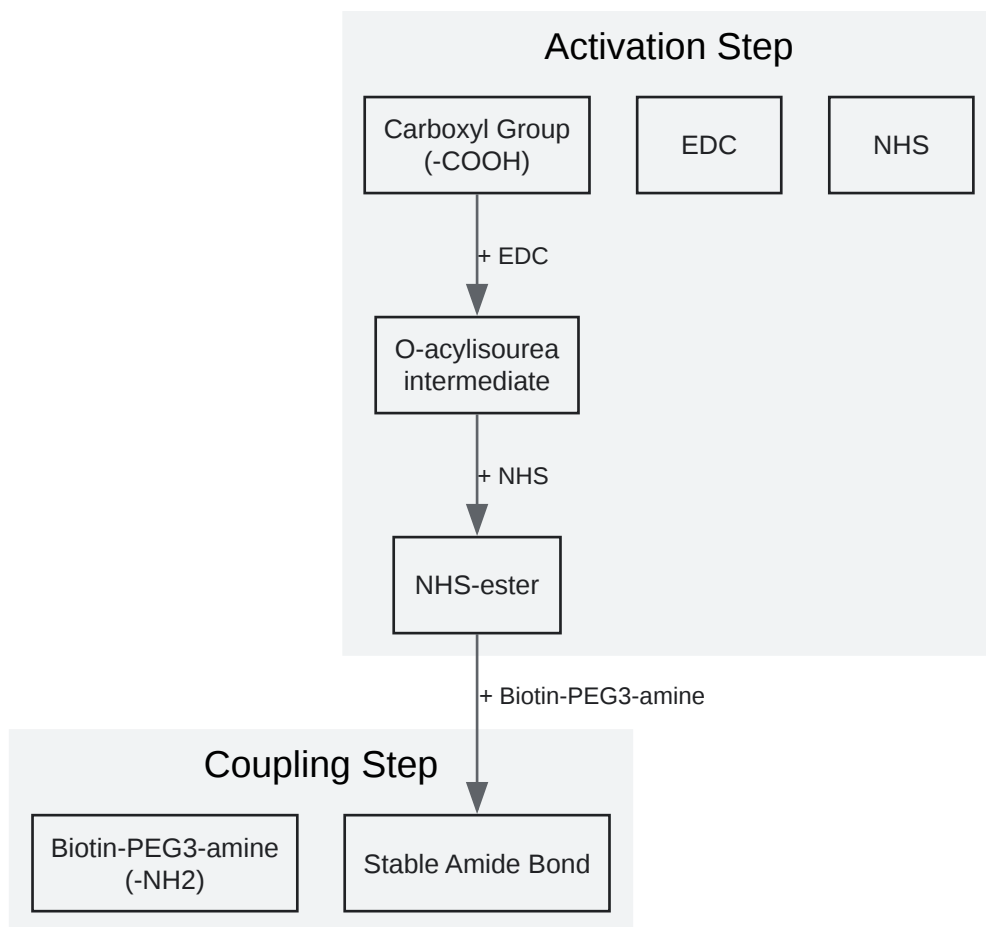 Activation Step
Carboxyl Group
(-COOH)
EDC
NHS
+ EDC
O-acylisourea
intermediate
+ NHS
NHS-ester
+ Biotin-PEG3-amine
Coupling Step
Biotin-PEG3-amine
(-NH2)
Stable Amide Bond